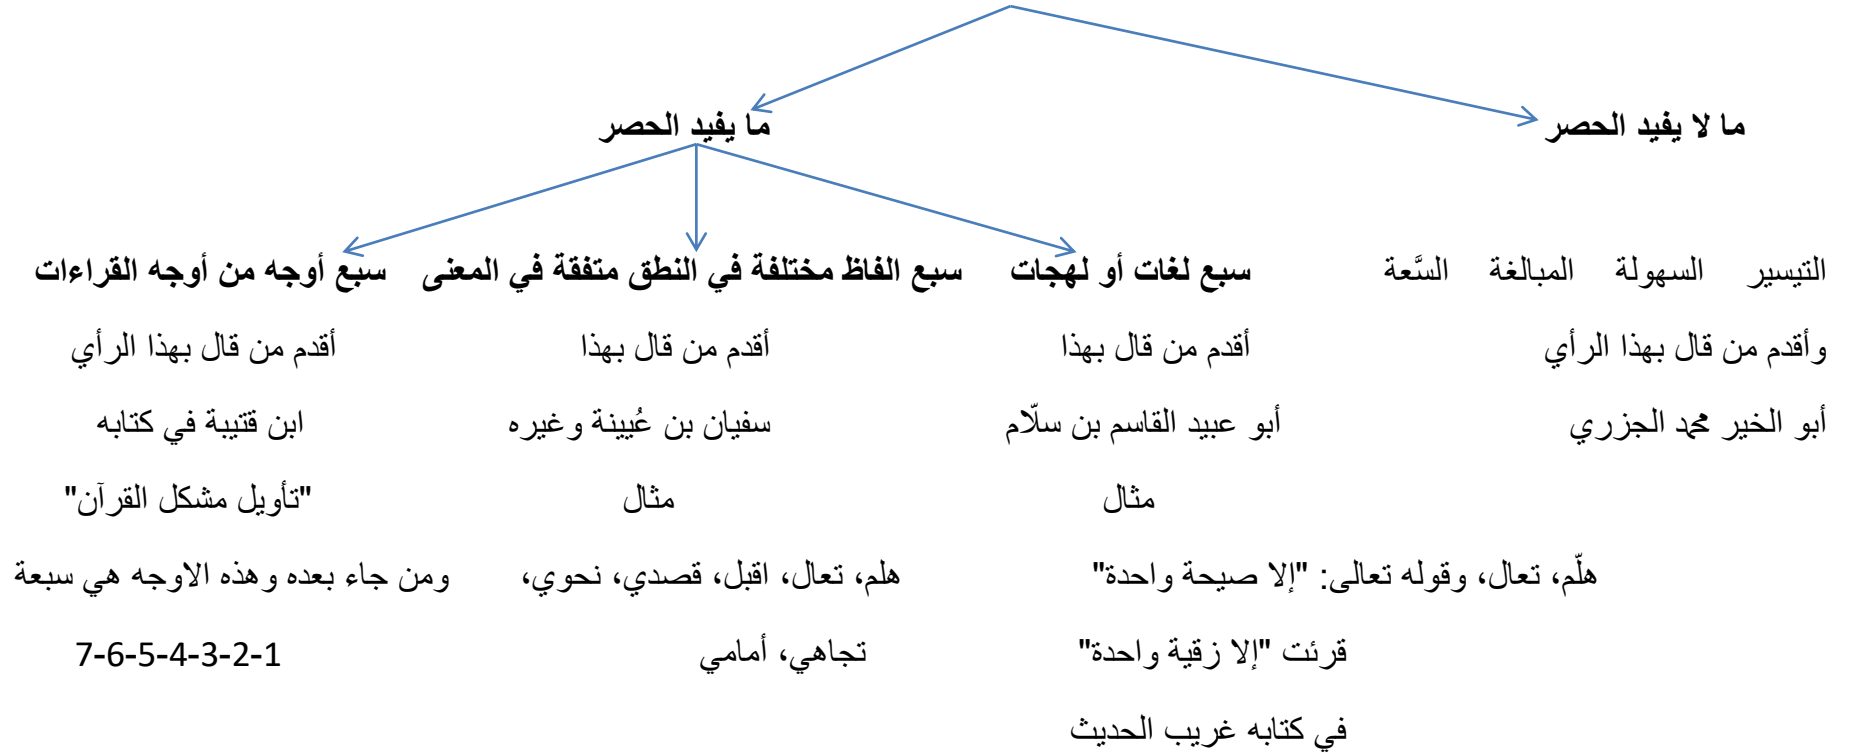 ما لا يفيد الحصر
ما يفيد الحصر
التيسير السهولة المبالغة السَّعة
وأقدم من قال بهذا الرأي
أبو الخير محمد الجزري
سبع لغات أو لهجات
أقدم من قال بهذا
أبو عبيد القاسم بن سلّام
مثال
هلّم، تعال، وقوله تعالى: "إلا صيحة واحدة"
قرئت "إلا زقية واحدة"
في كتابه غريب الحديث
سبع الفاظ مختلفة في النطق متفقة في المعنى
أقدم من قال بهذا
سفيان بن عُيينة وغيره
مثال
هلم، تعال، اقبل، قصدي، نحوي،
تجاهي، أمامي
سبع أوجه من أوجه القراءات
أقدم من قال بهذا الرأي
ابن قتيبة في كتابه
"تأويل مشكل القرآن"
ومن جاء بعده وهذه الاوجه هي سبعة
7-6-5-4-3-2-1